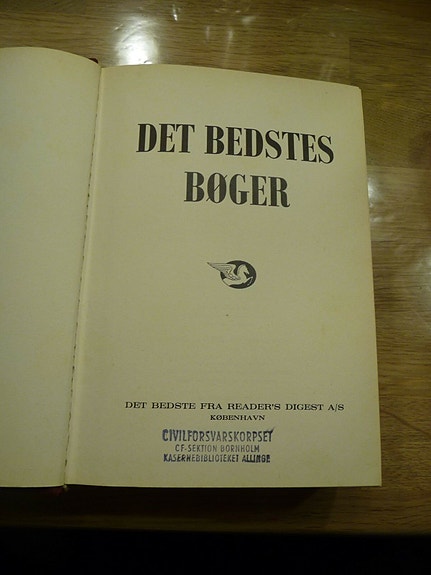 DET BEDSTES
BØGER
DET BEDSTE FRA READER'S DIGEST A/S
KØBENHAVN
CIVILFORSVARSKORPSET
CF-SEKTION BORNHOLM
KASERNEBIBLIOTEKET ALLINGE